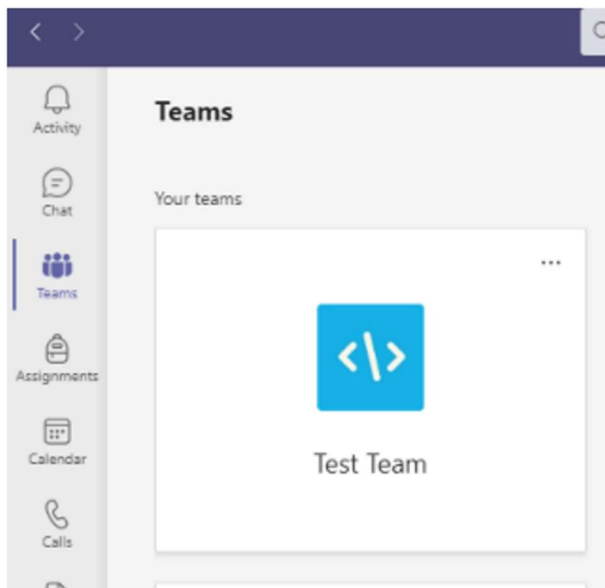 Activity
Teams
Chat
Your teams
Teams
Assignments
Test Team
Calendar
Calls